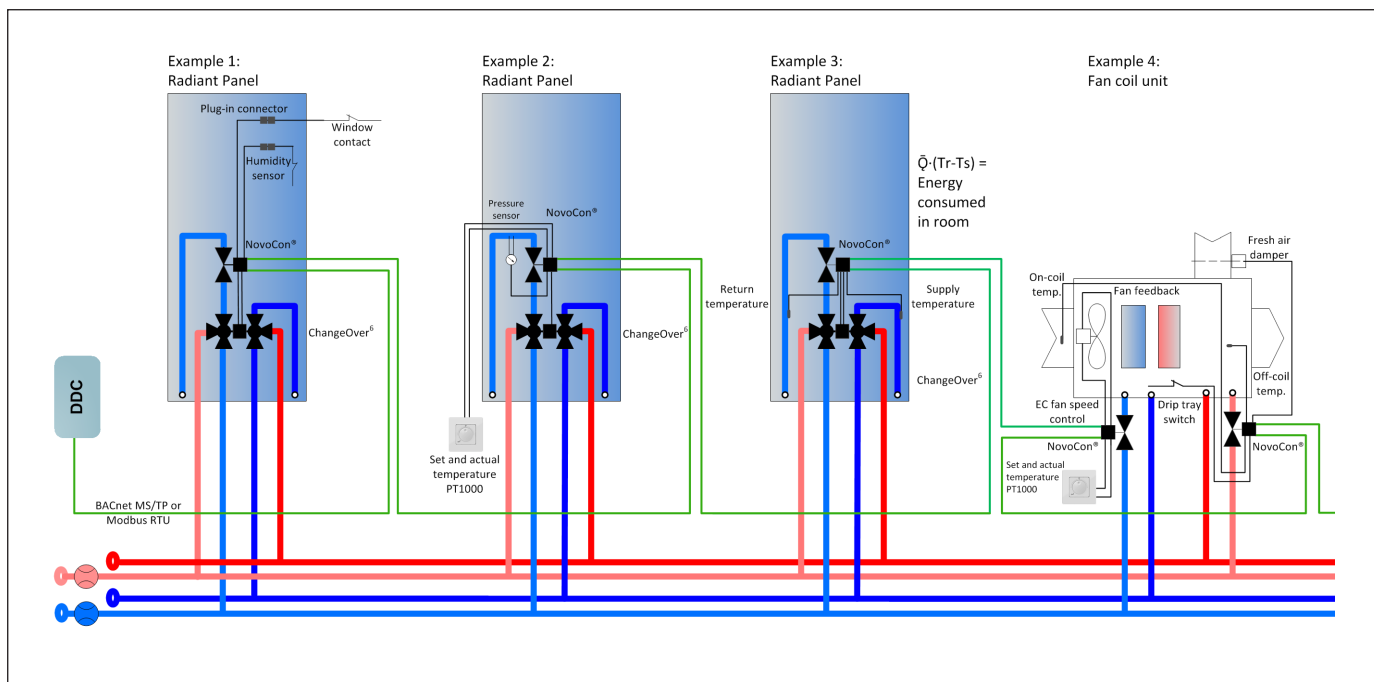 Example 1:
Radiant Panel
Plug-in connector
Window
contact
Humidity
sensor
NovoCon®
ChangeOver⁶
DDC
BACnet MS/TP or
Modbus RTU
Example 2:
Radiant Panel
Pressure
sensor
NovoCon®
ChangeOver⁶
Set and actual
temperature
PT1000
Example 3:
Radiant Panel
Q̄·(Tr-Ts) =
Energy
consumed
in room
NovoCon®
Return
temperature
Supply
temperature
ChangeOver⁶
Example 4:
Fan coil unit
Fresh air
damper
On-coil
temp.
Fan feedback
Off-coil
temp.
EC fan speed
control
Drip tray
switch
NovoCon®
NovoCon®
Set and actual
temperature
PT1000